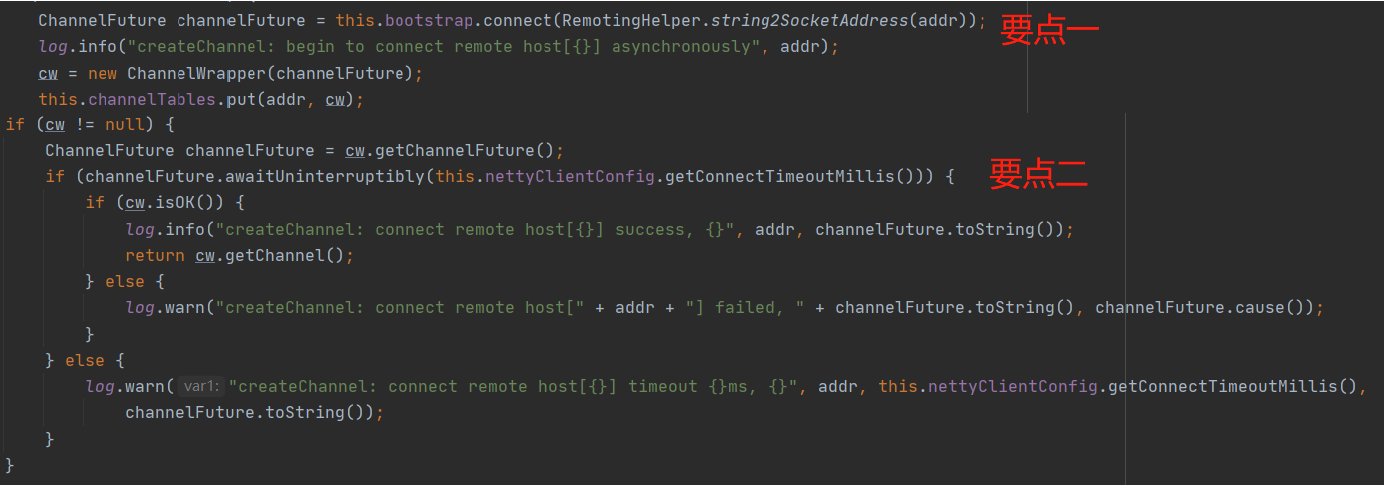 ChannelFuture channelFuture = this.bootstrap.connect(RemotingHelper.string2SocketAddress(addr)); 要点一
log.info("createChannel: begin to connect remote host[{}] asynchronously", addr);
cw = new ChannelWrapper(channelFuture);
this.channelTables.put(addr, cw);
if (cw != null) {
ChannelFuture channelFuture = cw.getChannelFuture();
if (channelFuture.awaitUninterruptibly(this.nettyClientConfig.getConnectTimeoutMillis())) { 要点二
if (cw.isOK()) {
log.info("createChannel: connect remote host[{}] success, {}", addr, channelFuture.toString());
return cw.getChannel();
} else {
log.warn("createChannel: connect remote host[" + addr + "] failed, " + channelFuture.toString(), channelFuture.cause());
}
} else {
log.warn( var1: "createChannel: connect remote host[{}] timeout {}ms, {}", addr, this.nettyClientConfig.getConnectTimeoutMillis(),
channelFuture.toString());
}
}